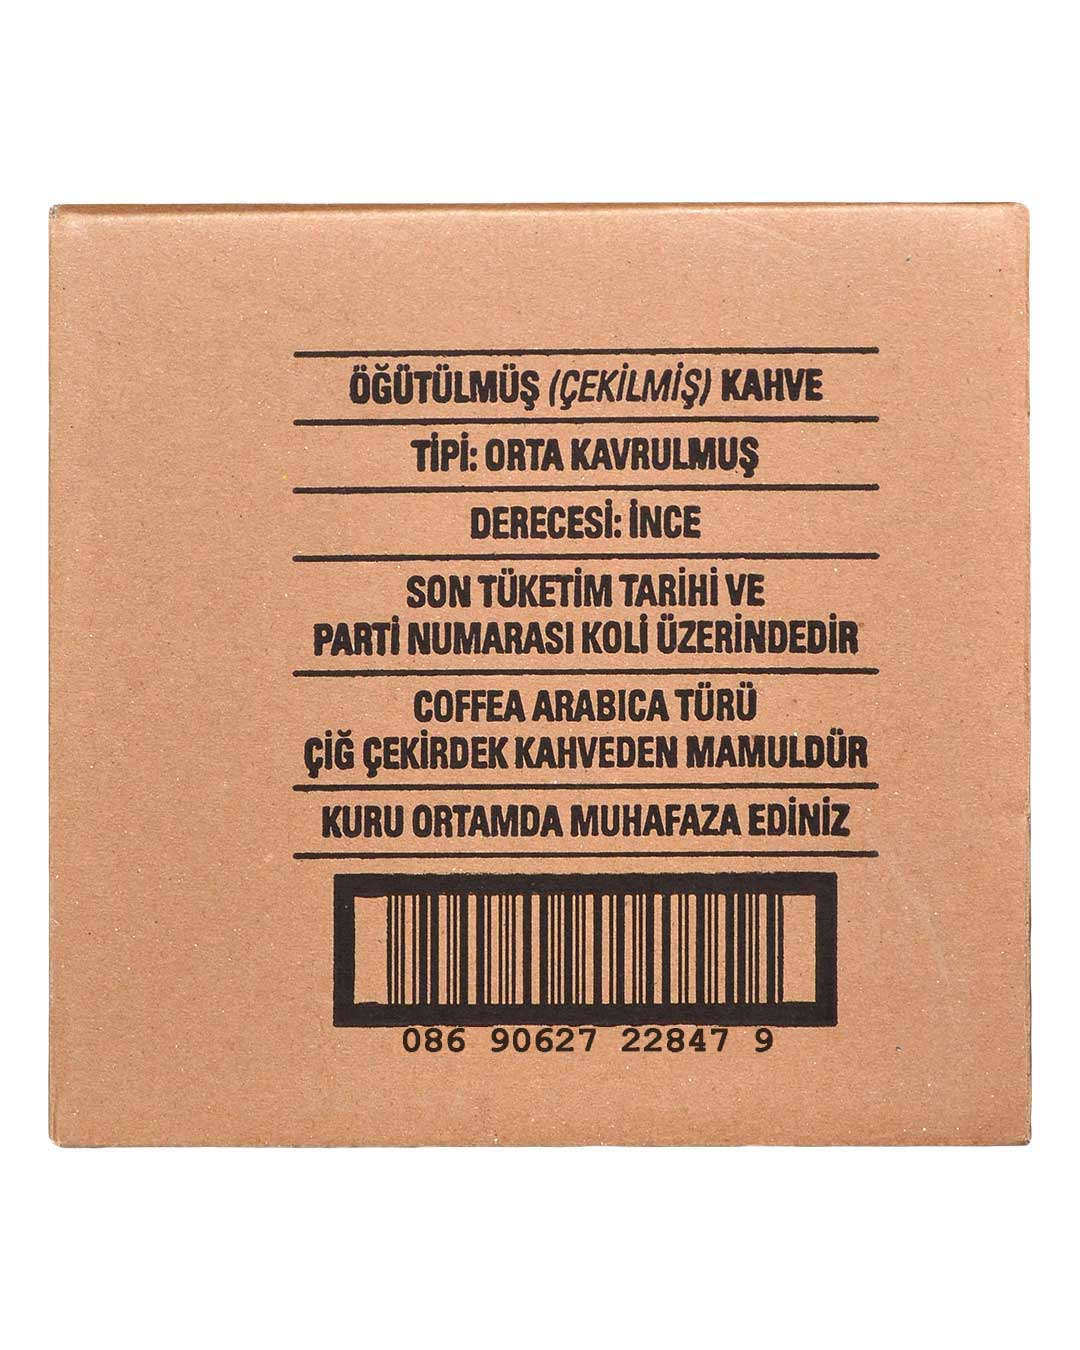 ÖĞÜTÜLMÜŞ (ÇEKİLMİŞ) KAHVE
TİPİ: ORTA KAVRULMUŞ
DERECESİ: İNCE
SON TÜKETİM TARİHİ VE
PARTİ NUMARASI KOLİ ÜZERİNDEDİR
COFFEA ARABICA TÜRÜ
ÇİĞ ÇEKİRDEK KAHVEDEN MAMULDÜR
KURU ORTAMDA MUHAFAZA EDİNİZ
086 90627 22847 9